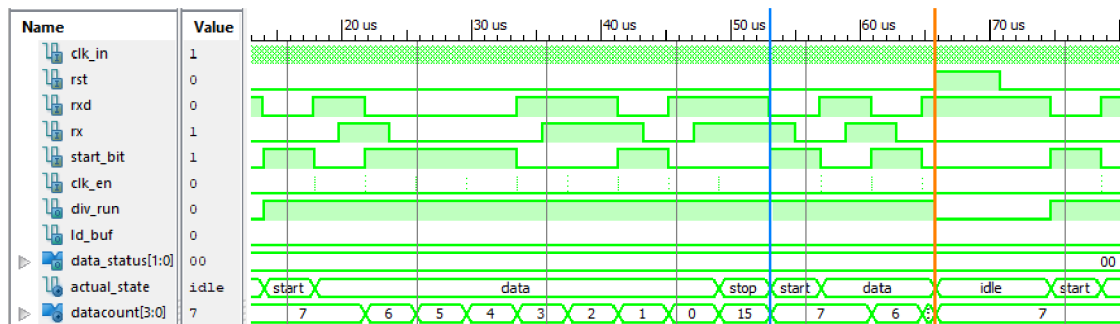 Name Value 20 us 30 us 40 us 50 us 60 us 70 us
clk_in 1
rst 0
rxd 0
rx 1
start_bit 1
clk_en 0
div_run 0
ld_buf 0
data_status[1:0] 00 00
actual_state idle start data stop start data idle start
datacount[3:0] 7 7 6 5 4 3 2 1 0 15 7 6 7